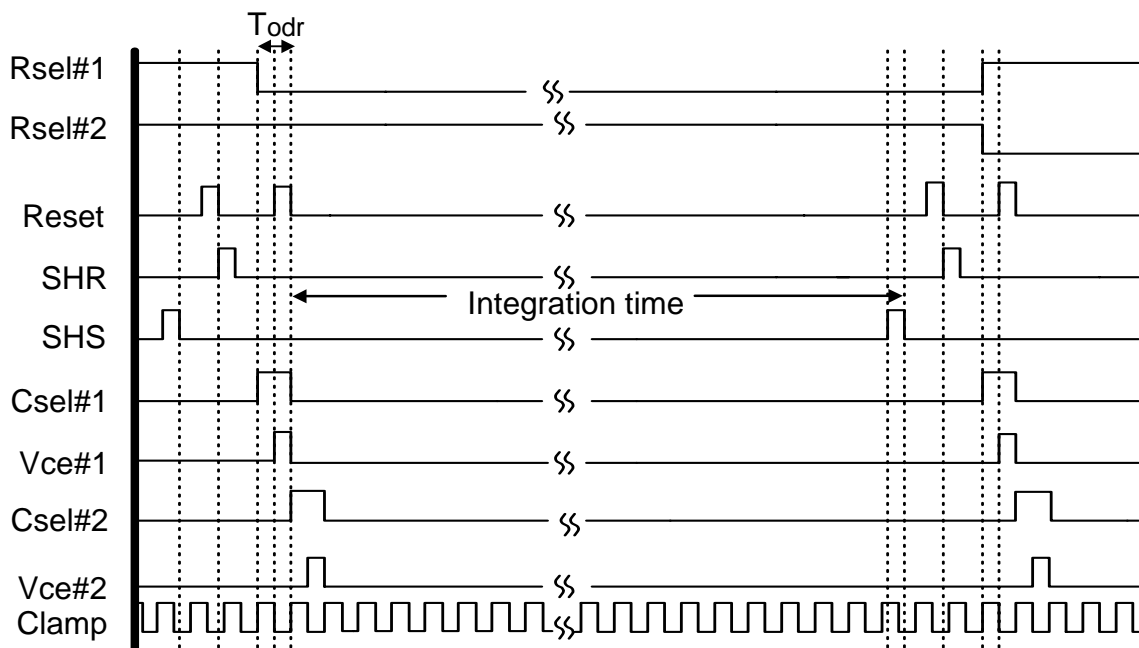 Todr
Rsel#1
Rsel#2
Reset
SHR
Integration time
SHS
Csel#1
Vce#1
Csel#2
Vce#2
Clamp